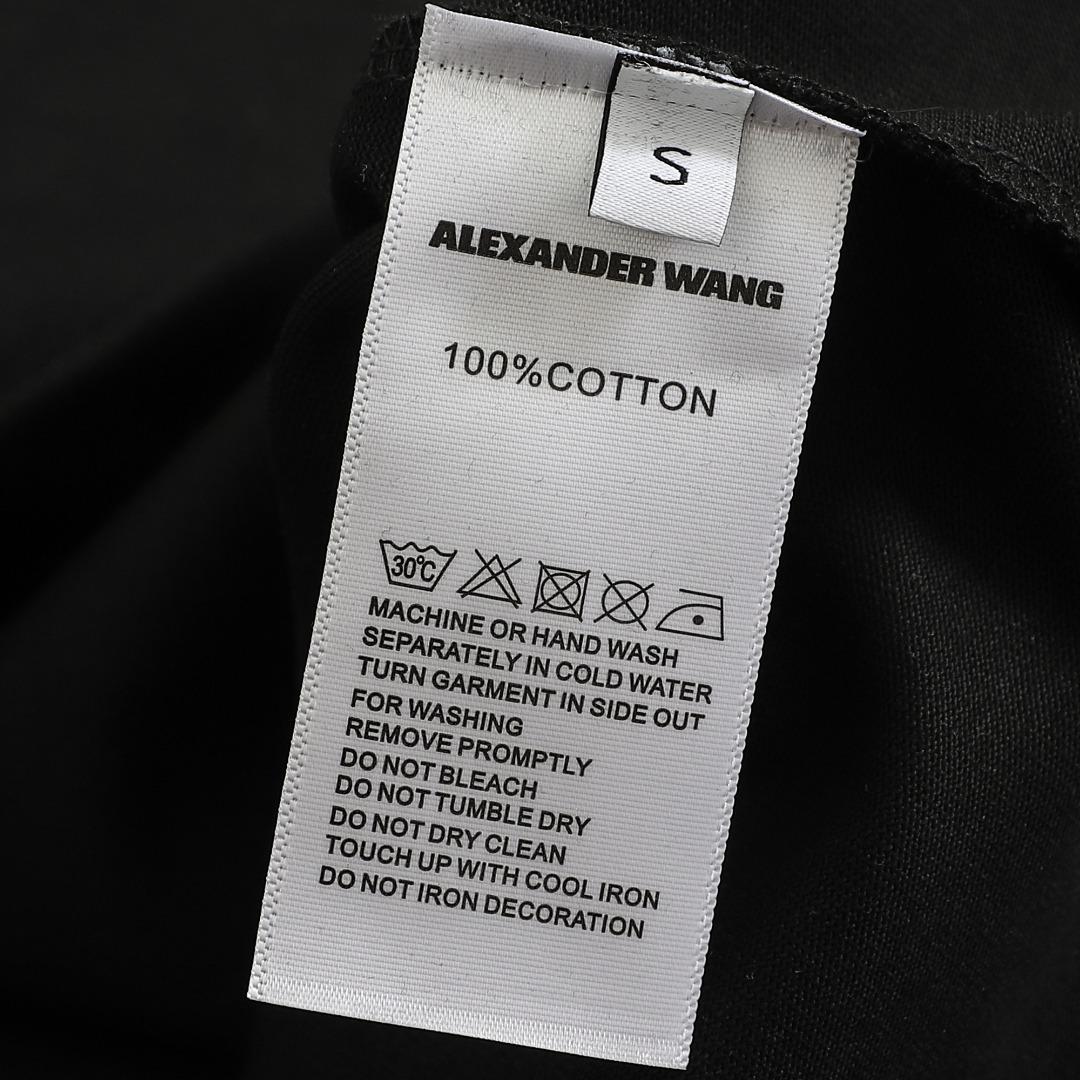 S
ALEXANDER WANG
100%COTTON
30℃
MACHINE OR HAND WASH
SEPARATELY IN COLD WATER
TURN GARMENT IN SIDE OUT
FOR WASHING
REMOVE PROMPTLY
DO NOT BLEACH
DO NOT TUMBLE DRY
DO NOT DRY CLEAN
TOUCH UP WITH COOL IRON
DO NOT IRON DECORATION